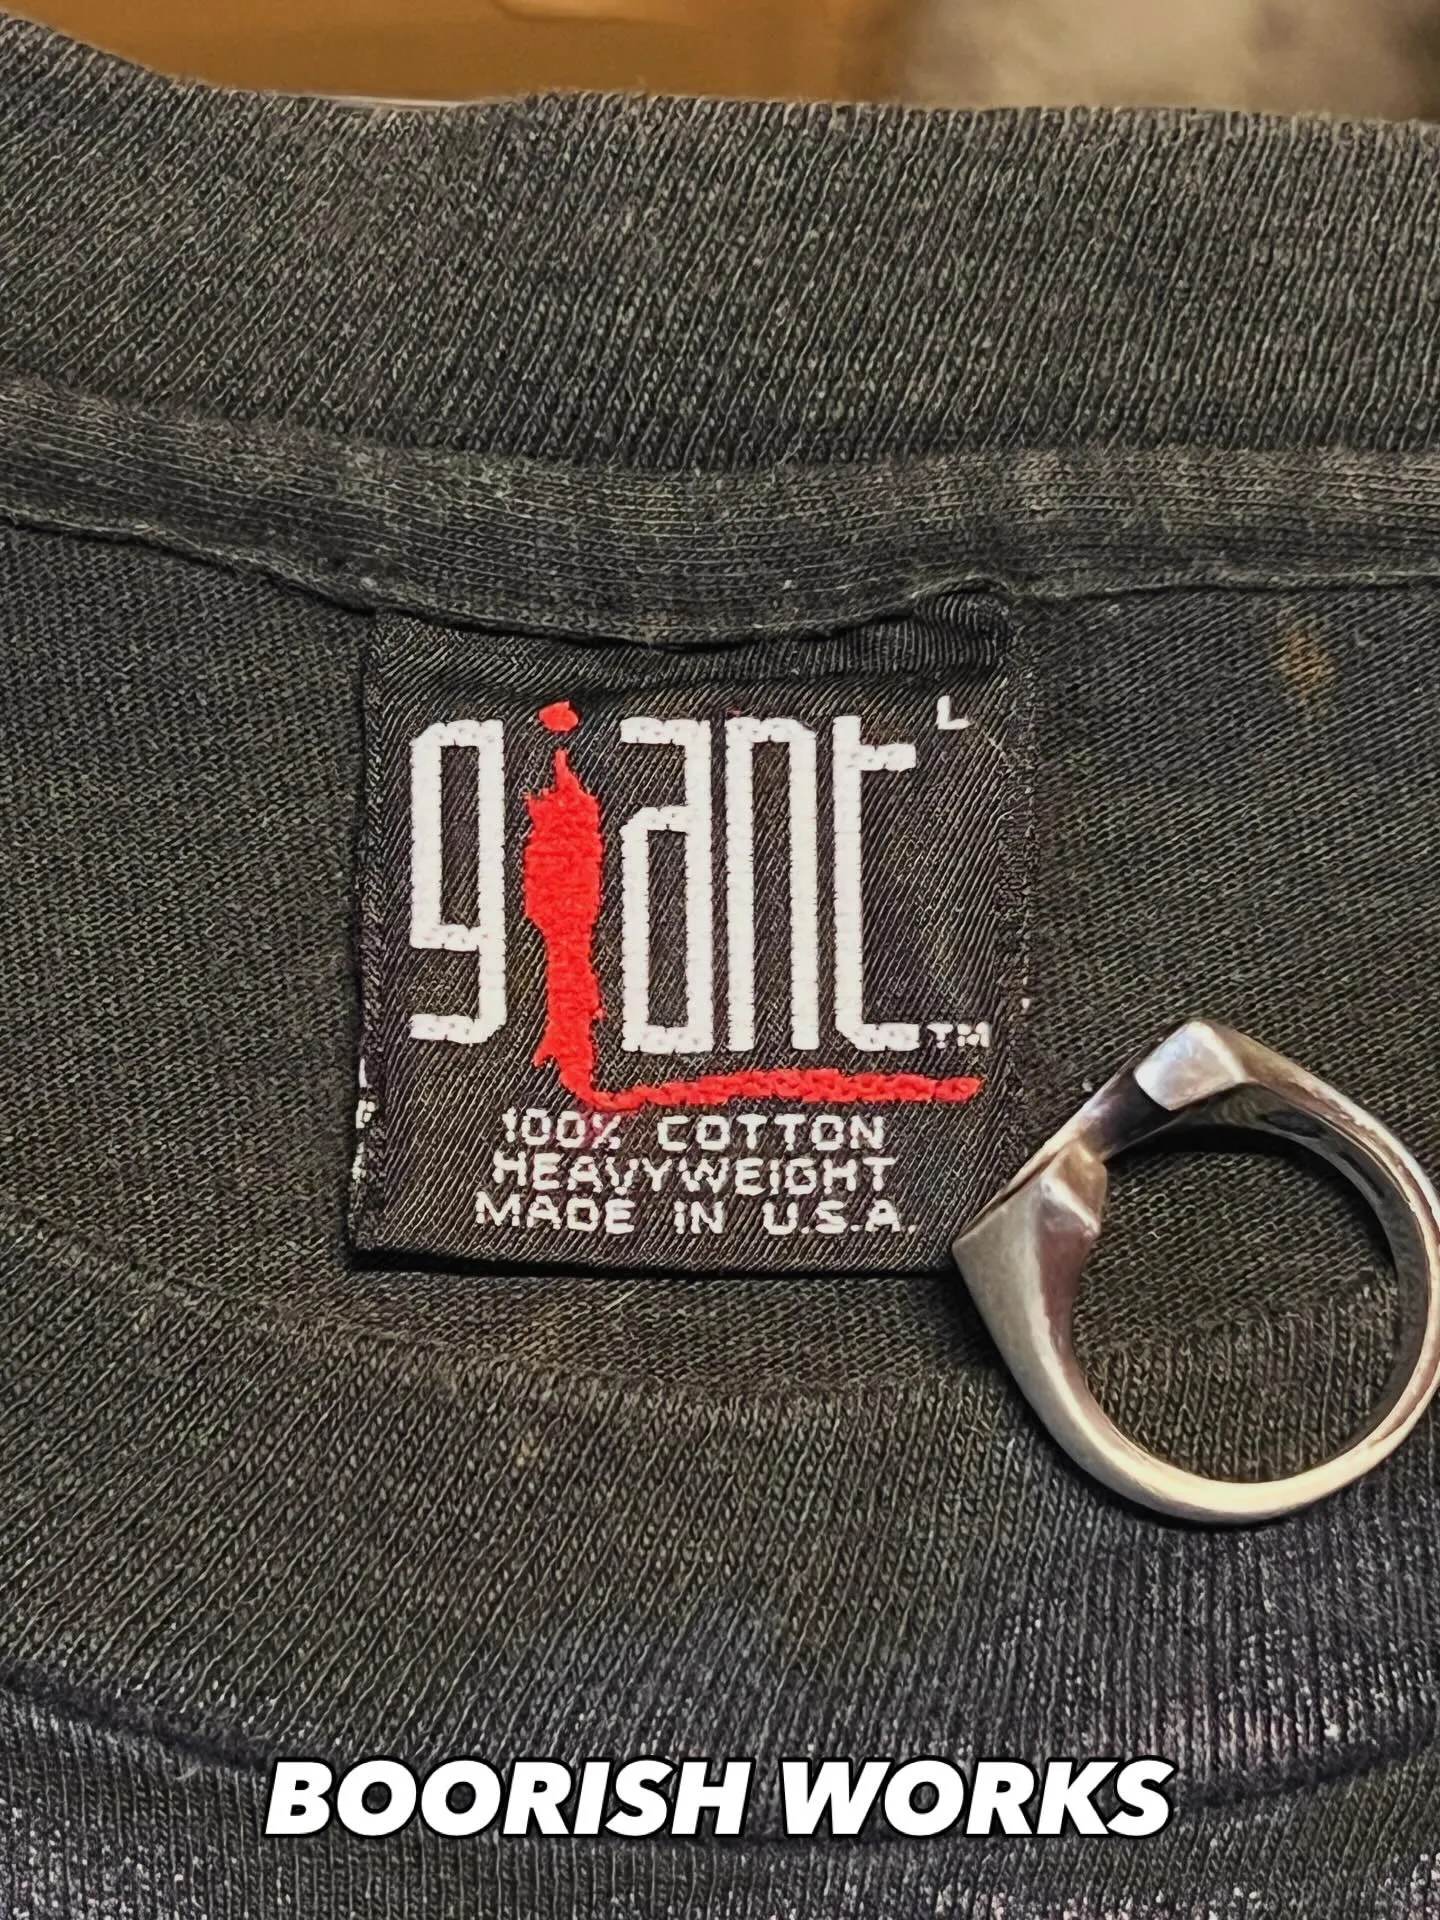 giant L
TM
100% COTTON
HEAVYWEIGHT
MADE IN U.S.A.
BOORISH WORKS